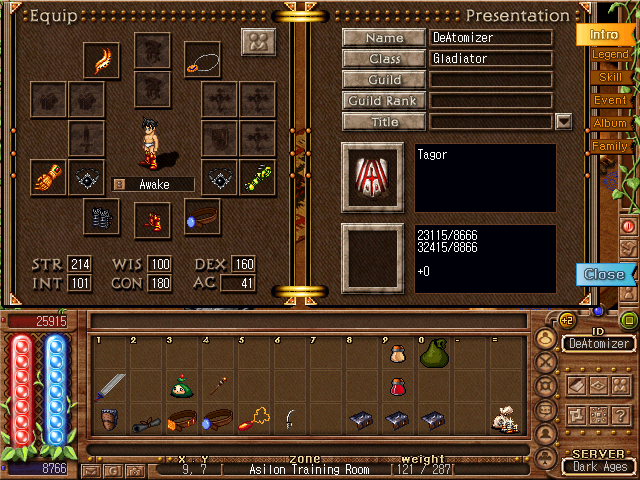 Equip
Presentation
Intro
Legend
Skill
Event
Album
Family
Name DeAtomizer
Class Gladiator
Guild
Guild Rank
Title
Tagor
B Awake
23115/8666
32415/8866
+0
STR 214 WIS 100 DEX 160
INT 101 CON 180 AC 41
Close
25915
1 2 3 4 5 6 7 8 9 0 - =
+2
ID
DeAtomizer
8766
x, y zone weight
9, 7 [ Asilon Training Room [121 / 287[
SERVER
Dark Ages
G
?